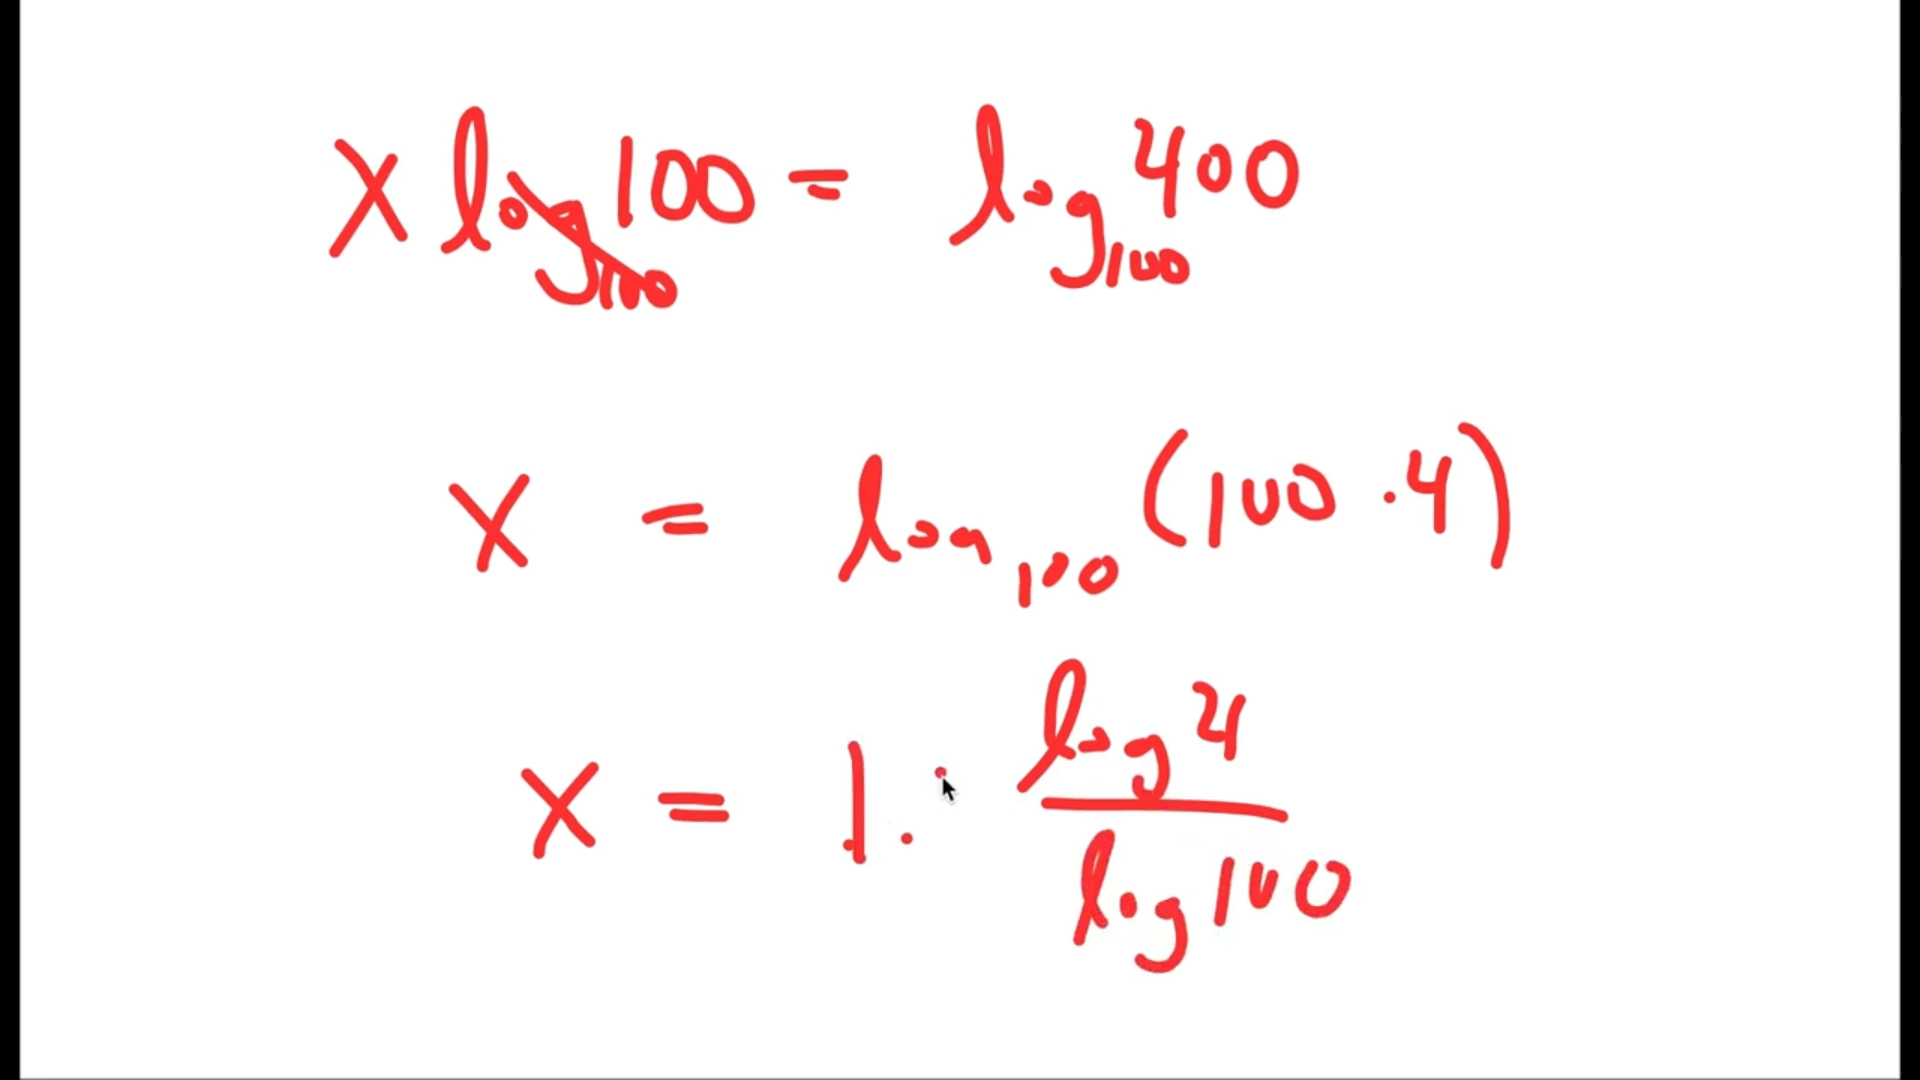 x log₁₀₀ 100 = log₁₀₀ 400
x = log₁₀₀ (100 · 4)
x = 1 · log 4 / log 100